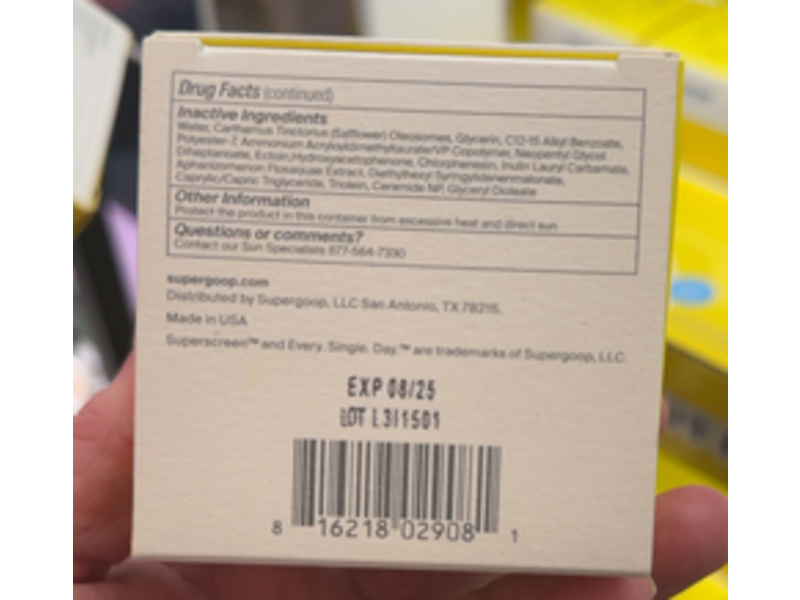 Drug Facts (continued)
Inactive Ingredients
Water, Carthamus Tinctorius (Safflower) Oleosomes, Glycerin, C12-15 Alkyl Benzoate,
Polyester-7, Ammonium Acryloyldimethyltaurate/VP Copolymer, Neopentyl Glycol
Diheptanoate, Ectoin, Hydroxyacetophenone, Chlorphenesin, Inulin Lauryl Carbamate,
Aphanizomenon Flosaquae Extract, Diethylhexyl Syringylidenemalonate,
Caprylic/Capric Triglyceride, Triolein, Ceramide NP, Glyceryl Dioleate
Other Information
Protect the product in this container from excessive heat and direct sun
Questions or comments?
Contact our Sun Specialists 877-564-7330
supergoop.com
Distributed by Supergoop, LLC San Antonio, TX 78215.
Made in USA
Superscreen™ and Every. Single. Day.™ are trademarks of Supergoop, LLC.
EXP 08/25
LOT L311501
8 16218 02908 1